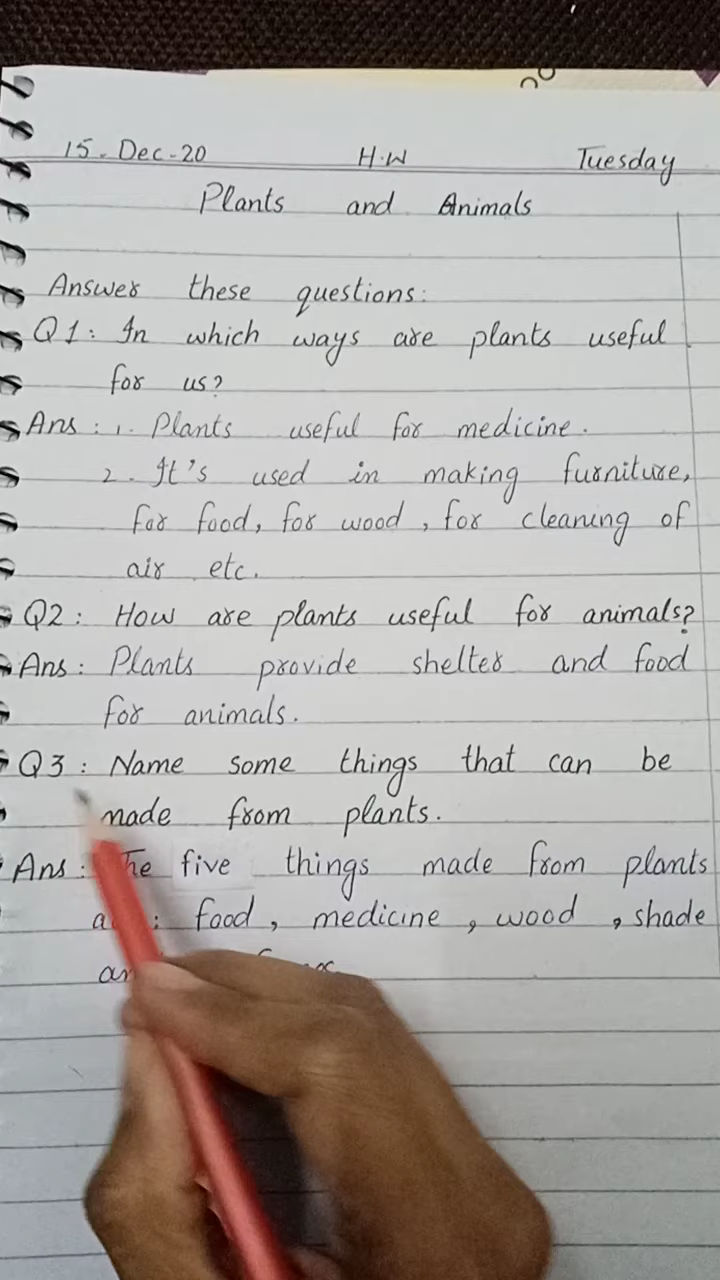 15. Dec-20 H.W Tuesday
Plants and Animals
Answer these questions:
Q1: In which ways are plants useful
for us?
Ans: 1. Plants useful for medicine.
2. It's used in making furniture,
for food, for wood, for cleaning of
air etc.
Q2: How are plants useful for animals?
Ans: Plants provide shelter and food
for animals.
Q3: Name some things that can be
made from plants.
Ans: The five things made from plants
: food, medicine, wood, shade